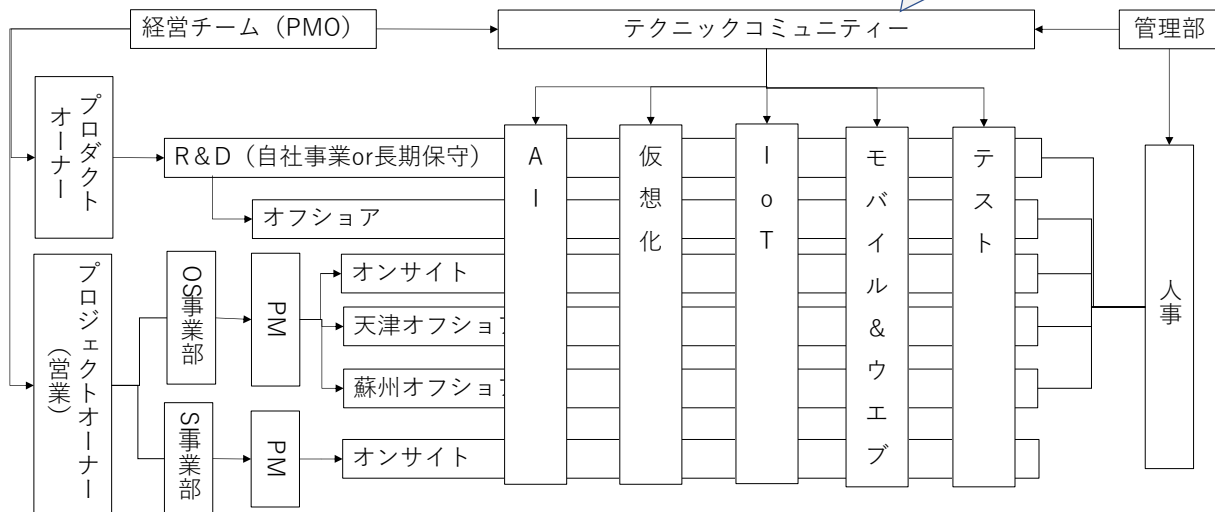 経営チーム（PMO）
テクニックコミュニティー
管理部
プロダクト
オーナー
R＆D（自社事業or長期保守）
オフショア
プロジェクトオーナー
（営業）
OS事業部
PM
オンサイト
天津オフショア
蘇州オフショア
SI事業部
PM
オンサイト
AI
仮想化
IoT
モバイル＆ウエブ
テスト
人事